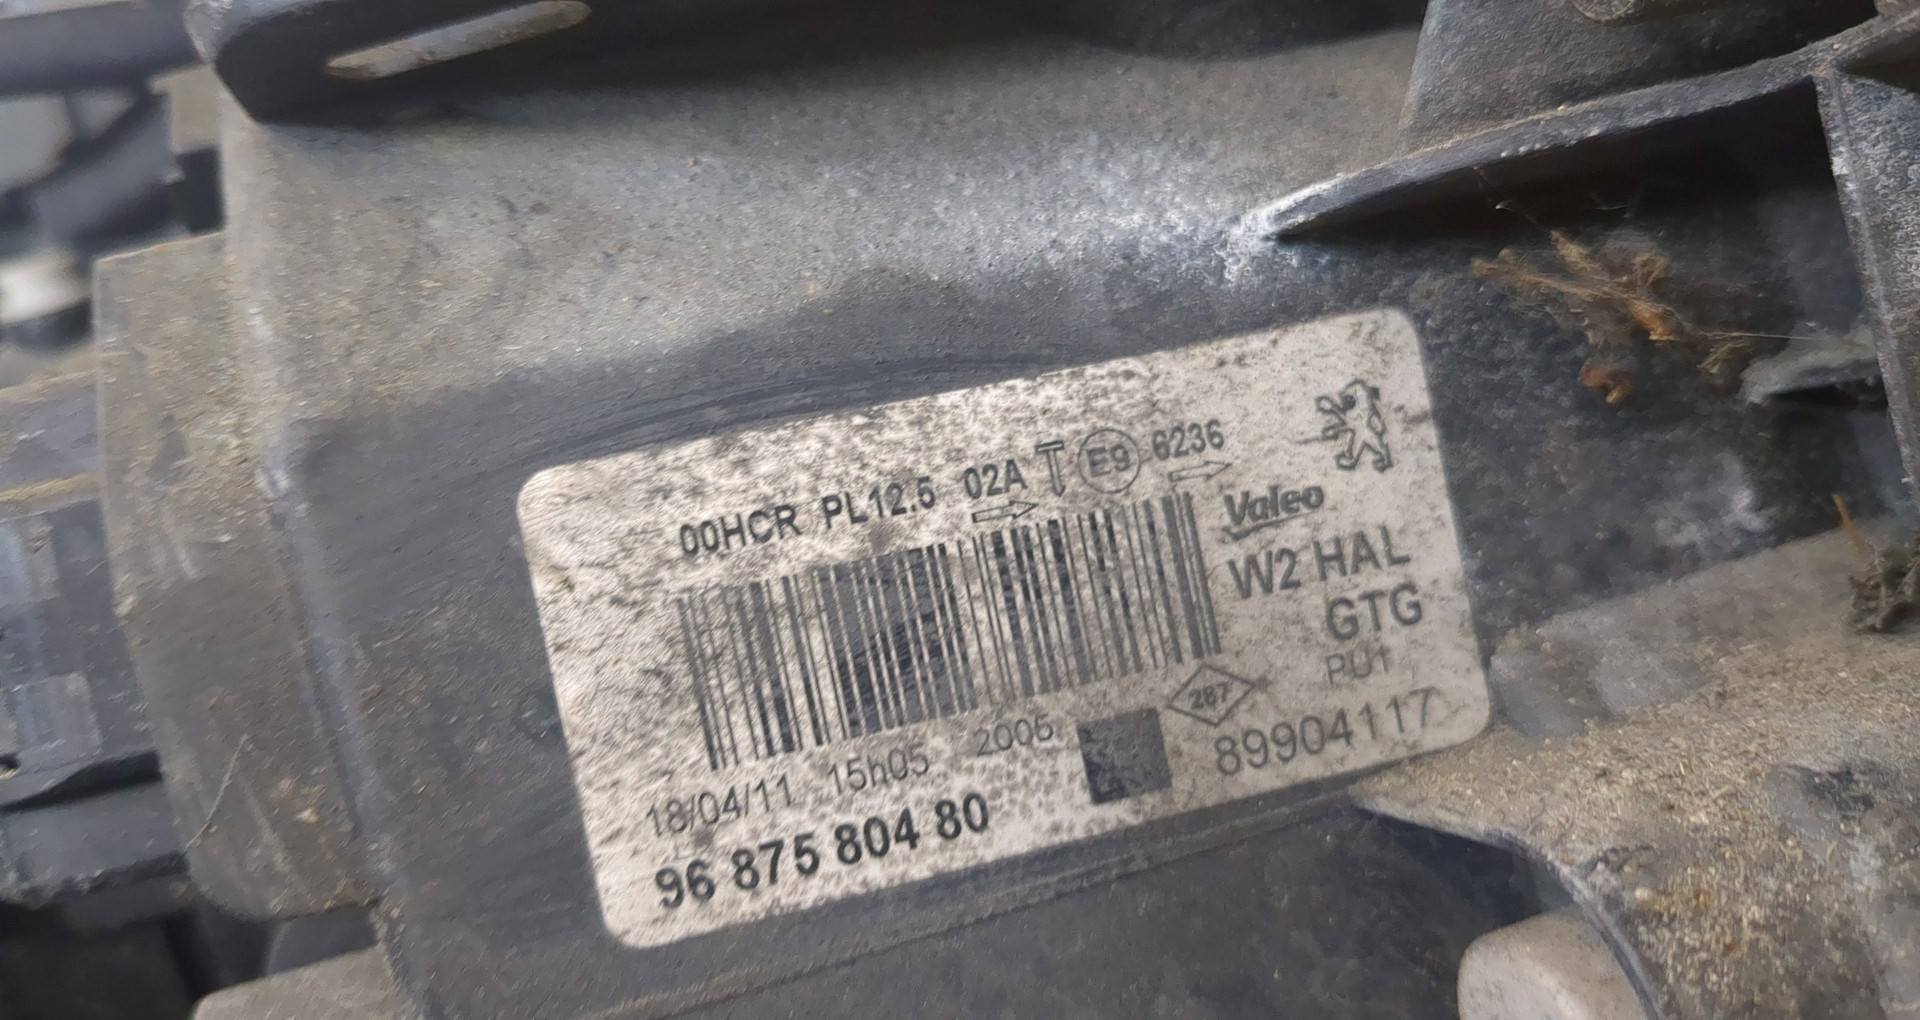 00HCR PL12.5 02A E9 6236
Valeo
W2 HAL
GTG
PU1
287
18/04/11 15h05 2005 89904117
96 875 804 80